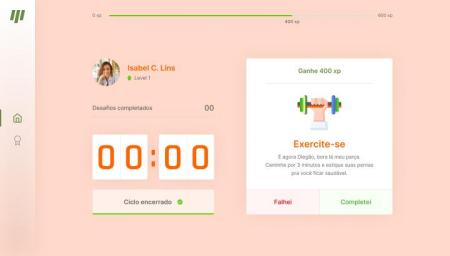 0 xp
600 xp
400 xp
Isabel C. Lins
Level 1
Desafios completados 00
00:00
Ciclo encerrado
Ganhe 400 xp
Exercite-se
É agora Diegão, bora lá meu parça.
Caminhe por 3 minutos e estique suas pernas
pra você ficar saudável.
Falhei
Completei